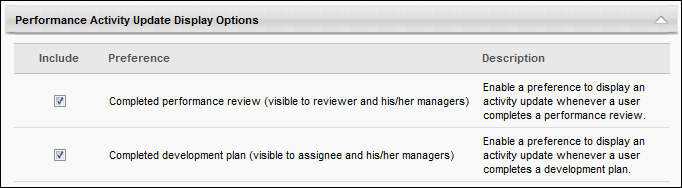 Performance Activity Update Display Options
Include Preference Description
Completed performance review (visible to reviewer and his/her managers)
Enable a preference to display an
activity update whenever a user
completes a performance review.
Completed development plan (visible to assignee and his/her managers)
Enable a preference to display an
activity update whenever a user
completes a development plan.